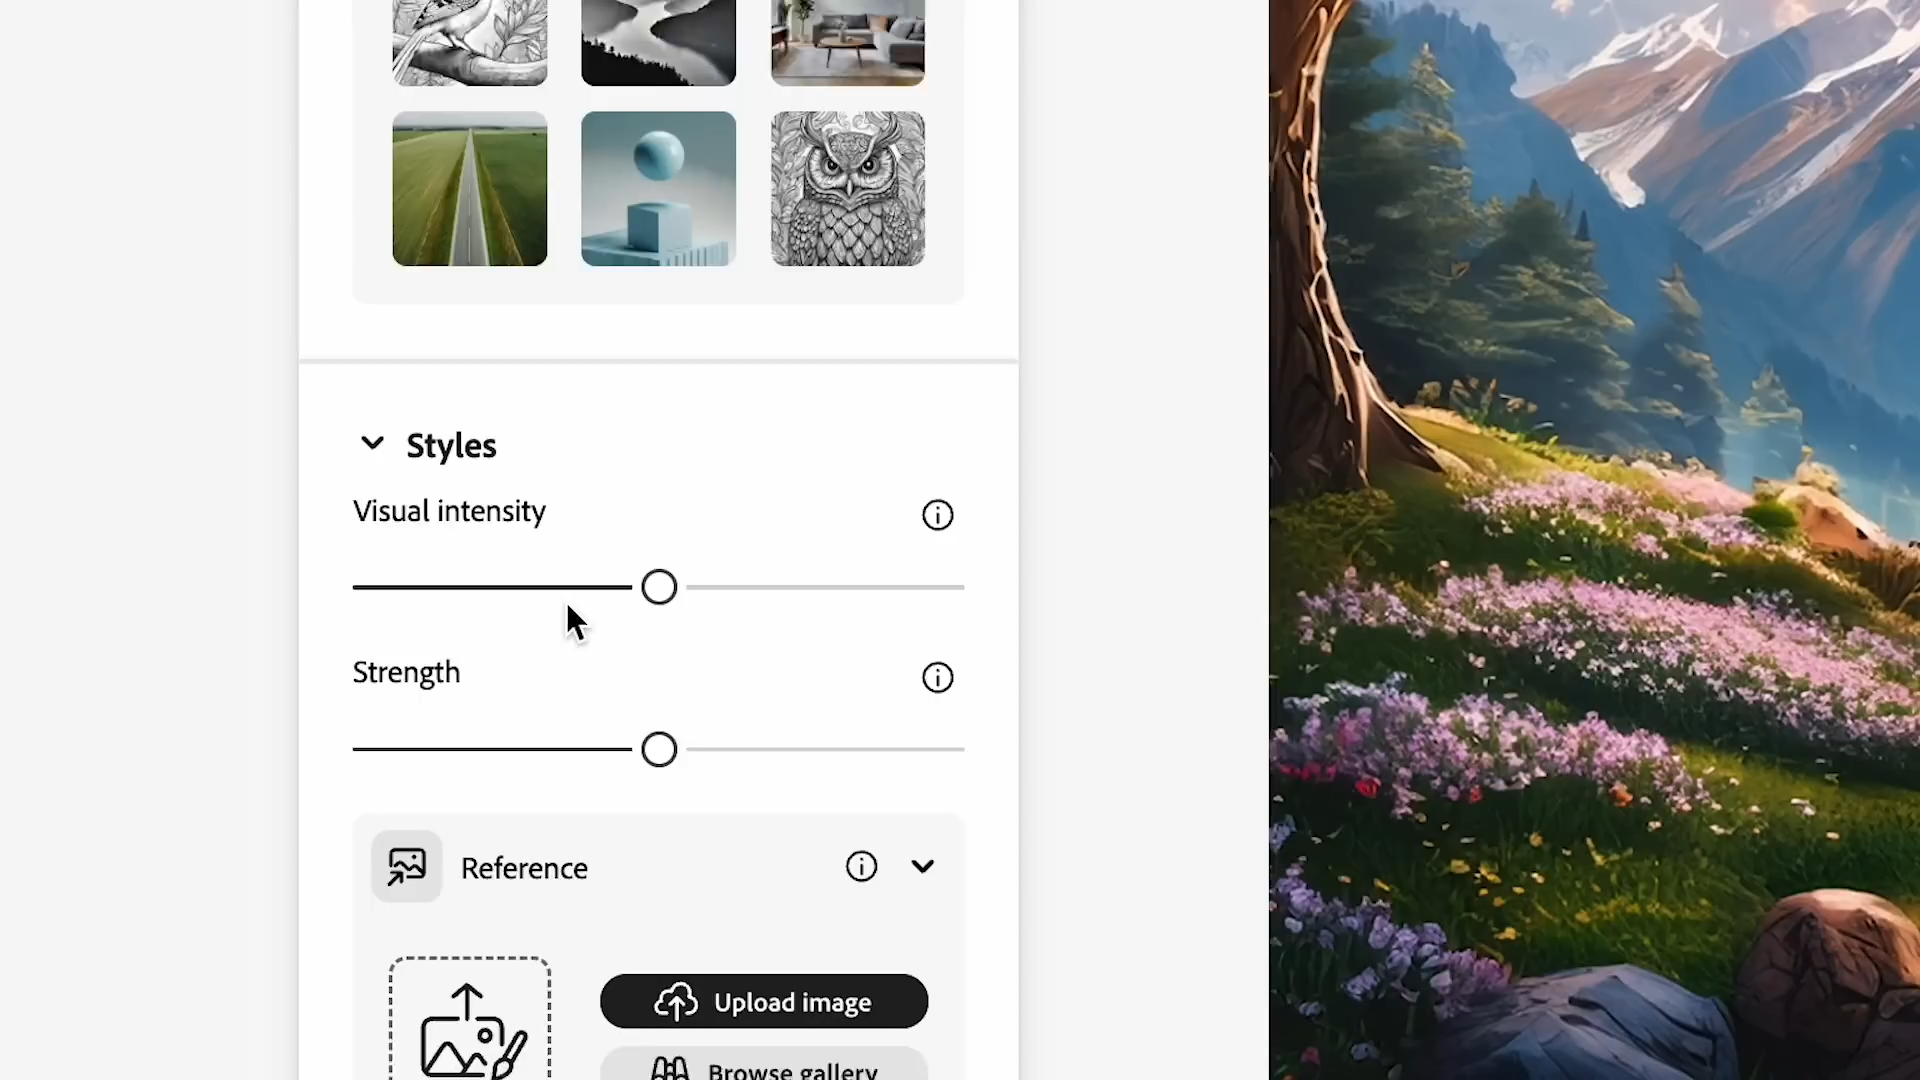 Styles
Visual intensity
Strength
Reference
Upload image
Browse gallery